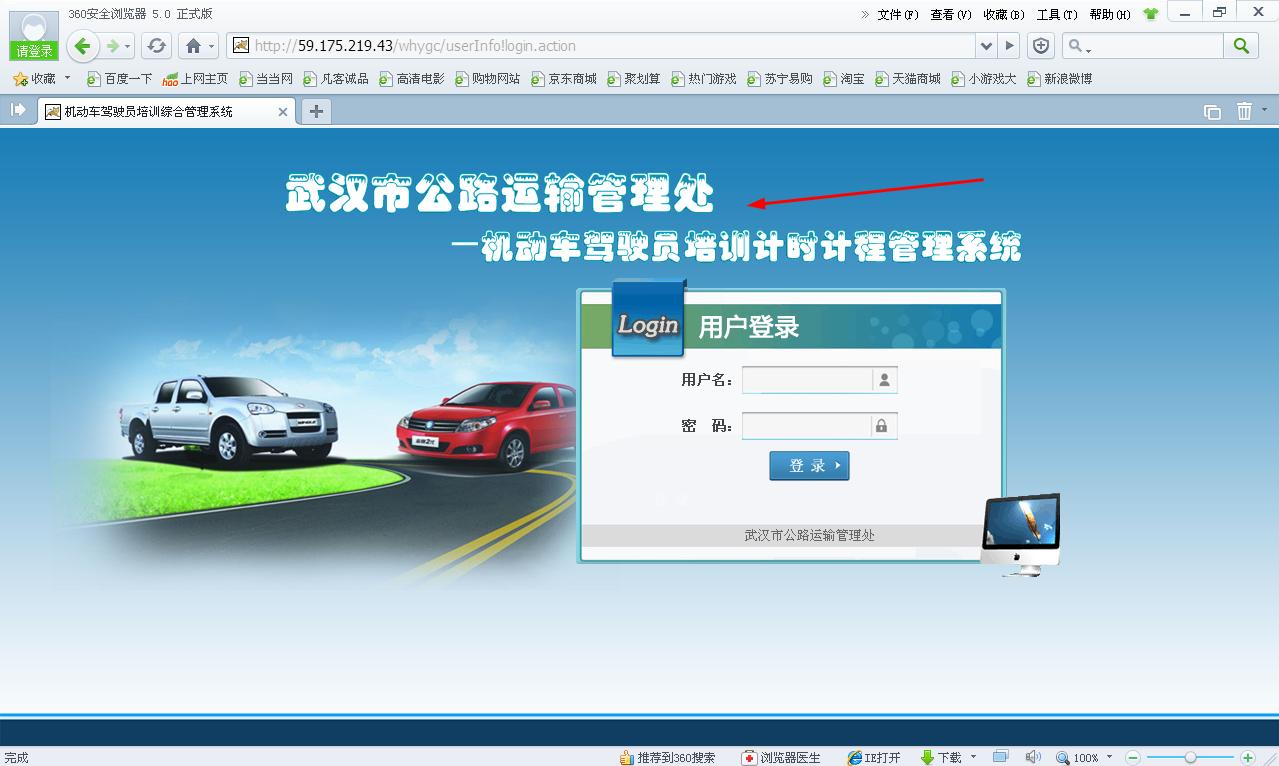 360安全浏览器 5.0 正式版
» 文件(F) 查看(V) 收藏(B) 工具(T) 帮助(H)
请登录
http://59.175.219.43/whygc/userInfo!login.action
收藏 百度一下 hao 上网主页 当当网 凡客诚品 高清电影 购物网站 京东商城 聚划算 热门游戏 苏宁易购 淘宝 天猫商城 小游戏大 新浪微博
机动车驾驶员培训综合管理系统
武汉市公路运输管理处
—机动车驾驶员培训计时计程管理系统
Login 用户登录
用户名：
密 码：
登 录
武汉市公路运输管理处
完成 推荐到360搜索 浏览器医生 IE打开 下载 100%